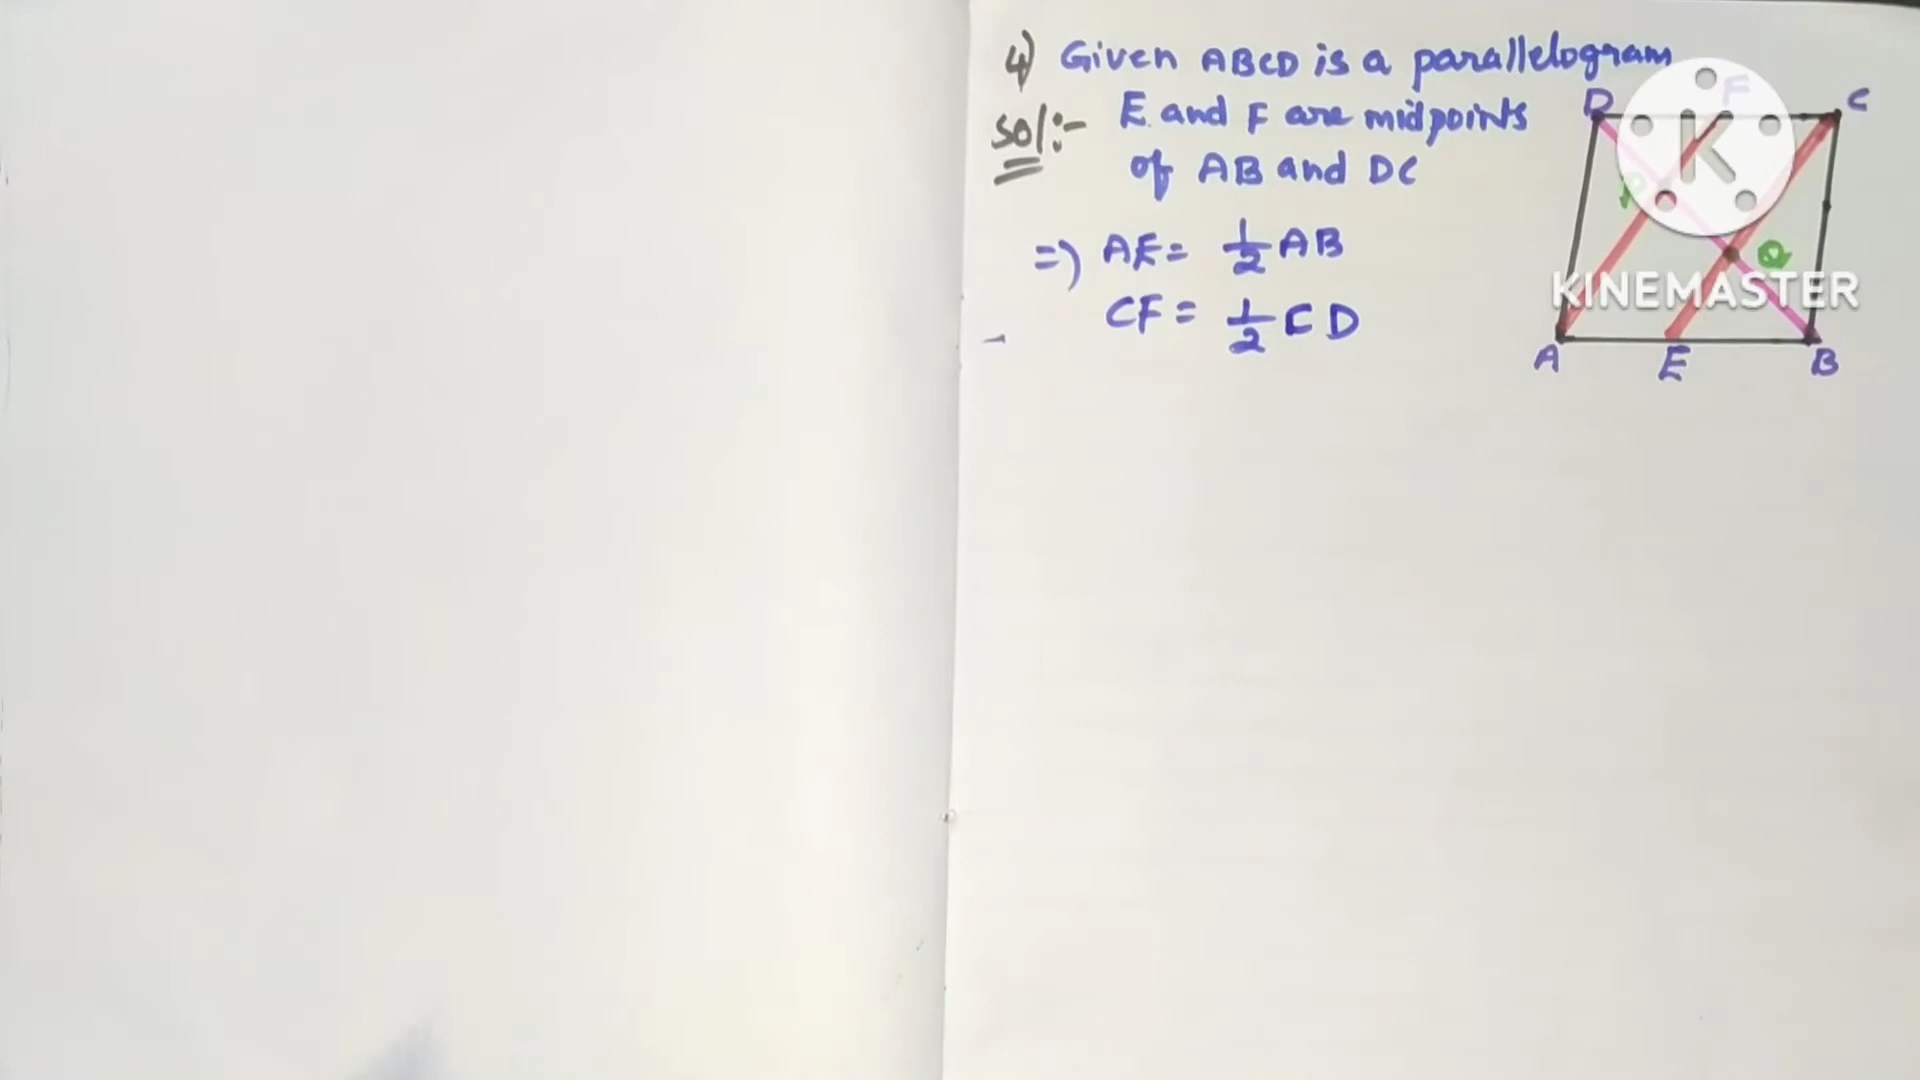 4) Given ABCD is a parallelogram
Sol:- E and F are midpoints
of AB and DC
=) AE = 1/2 AB
CF = 1/2 CD
D F C
P
Q
K
KINEMASTER
A E B